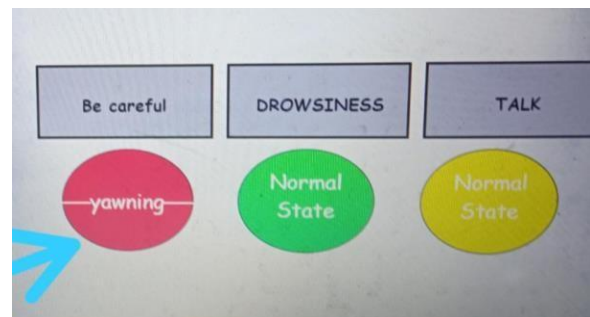 Be careful
DROWSINESS
TALK
yawning
Normal
State
Normal
State